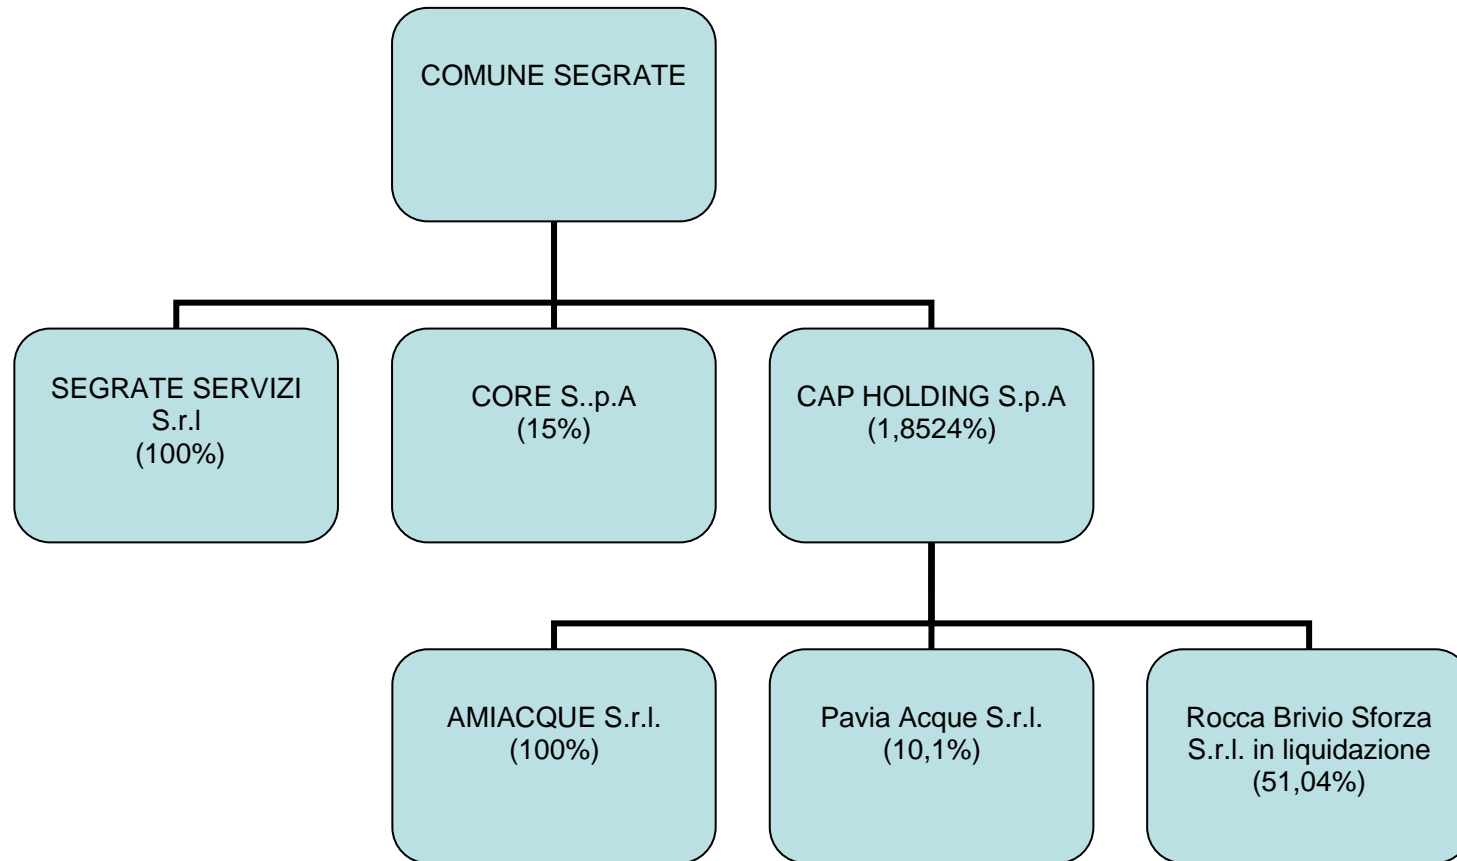 COMUNE SEGRATE
SEGRATE SERVIZI
S.r.l
(100%)
CORE S..p.A
(15%)
CAP HOLDING S.p.A
(1,8524%)
AMIACQUE S.r.l.
(100%)
Pavia Acque S.r.l.
(10,1%)
Rocca Brivio Sforza
S.r.l. in liquidazione
(51,04%)